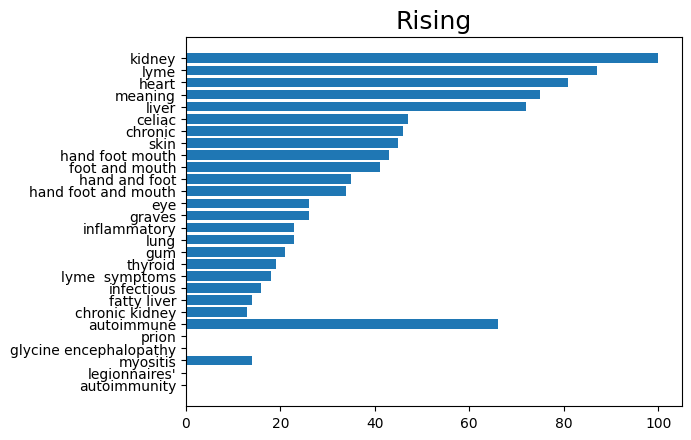 Rising
kidney
lyme
heart
meaning
liver
celiac
chronic
skin
hand foot mouth
foot and mouth
hand and foot
hand foot and mouth
eye
graves
inflammatory
lung
gum
thyroid
lyme  symptoms
infectious
fatty liver
chronic kidney
autoimmune
prion
glycine encephalopathy
myositis
legionnaires'
autoimmunity
0 20 40 60 80 100